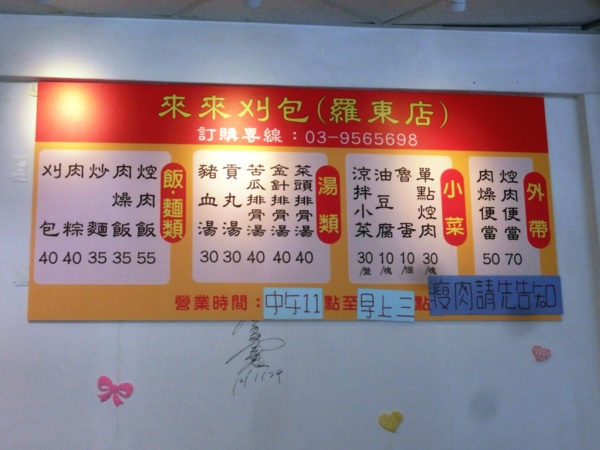 來來刈包(羅東店)
訂購專線：03-9565698
飯·麵類
焢肉飯 55
肉燥飯 35
炒麵 35
肉粽 40
刈包 40
湯類
菜頭排骨湯 40
金針排骨湯 40
苦瓜排骨湯 40
貢丸湯 30
豬血湯 30
小菜
單點焢肉 30/塊
魯蛋 10/個
油豆腐 10/塊
涼拌小菜 30/盤
外帶
焢肉便當 70
肉燥便當 50
營業時間：中午11點至早上三點
瘦肉請先告知